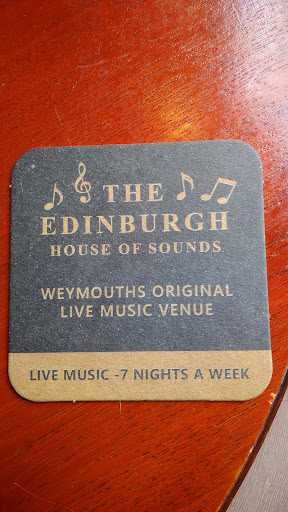 THE
EDINBURGH
HOUSE OF SOUNDS
WEYMOUTHS ORIGINAL
LIVE MUSIC VENUE
LIVE MUSIC -7 NIGHTS A WEEK